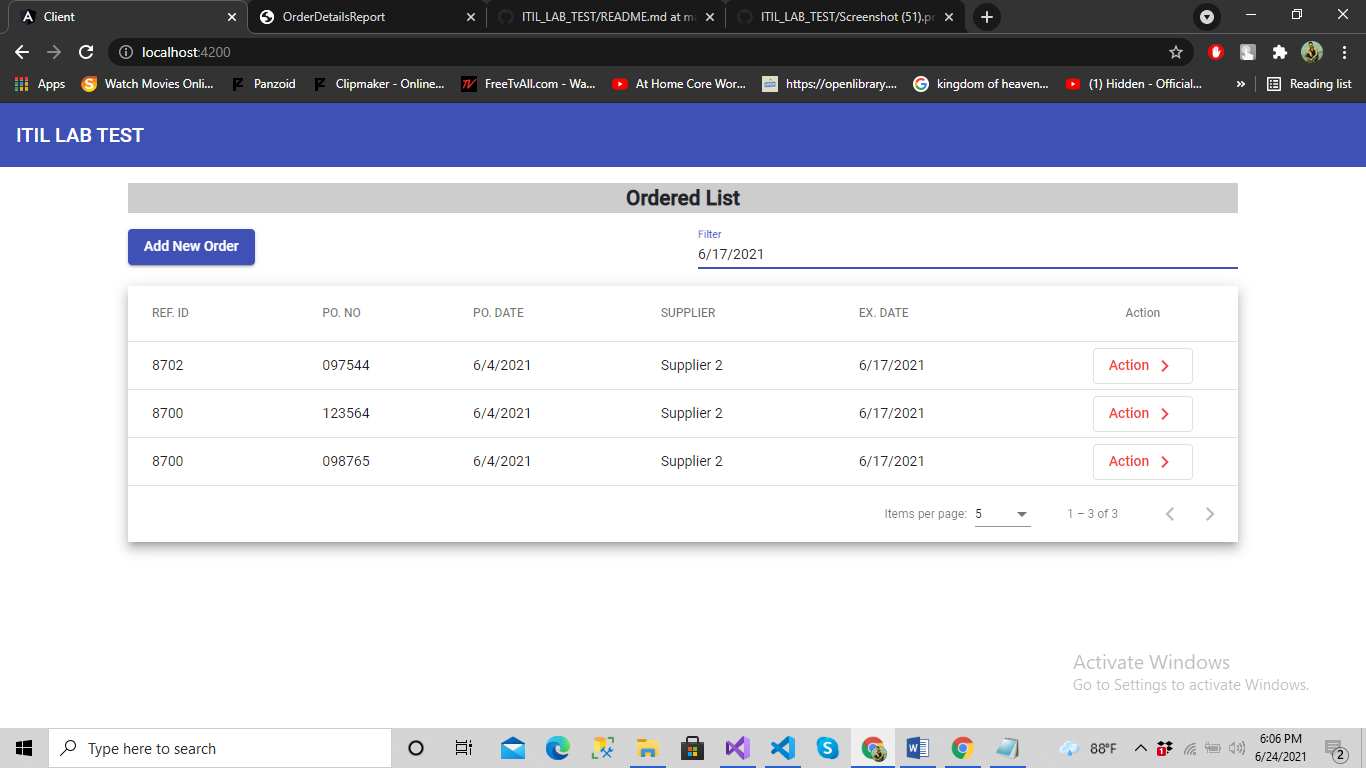 Client
OrderDetailsReport
ITIL_LAB_TEST/README.md at ma
ITIL_LAB_TEST/Screenshot (51).pn
localhost:4200
Apps
Watch Movies Onli...
Panzoid
Clipmaker - Online...
FreeTvAll.com - Wa...
At Home Core Wor...
https://openlibrary....
kingdom of heaven...
(1) Hidden - Official...
»
Reading list
ITIL LAB TEST
Ordered List
Add New Order
Filter
6/17/2021
REF. ID PO. NO PO. DATE SUPPLIER EX. DATE Action
8702 097544 6/4/2021 Supplier 2 6/17/2021 Action
8700 123564 6/4/2021 Supplier 2 6/17/2021 Action
8700 098765 6/4/2021 Supplier 2 6/17/2021 Action
Items per page: 5 1 – 3 of 3
Activate Windows
Go to Settings to activate Windows.
Type here to search
88°F
6:06 PM
6/24/2021
2